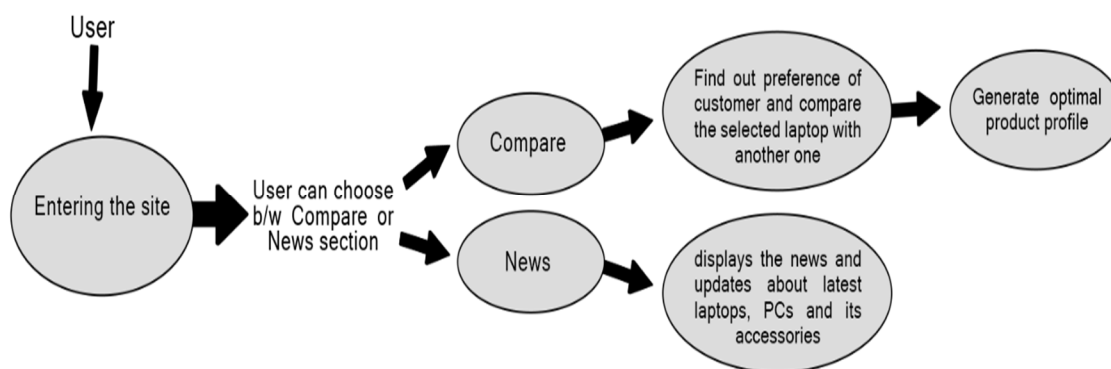 User
Entering the site
User can choose
b/w Compare or
News section
Compare
Find out preference of
customer and compare
the selected laptop with
another one
Generate optimal
product profile
News
displays the news and
updates about latest
laptops, PCs and its
accessories